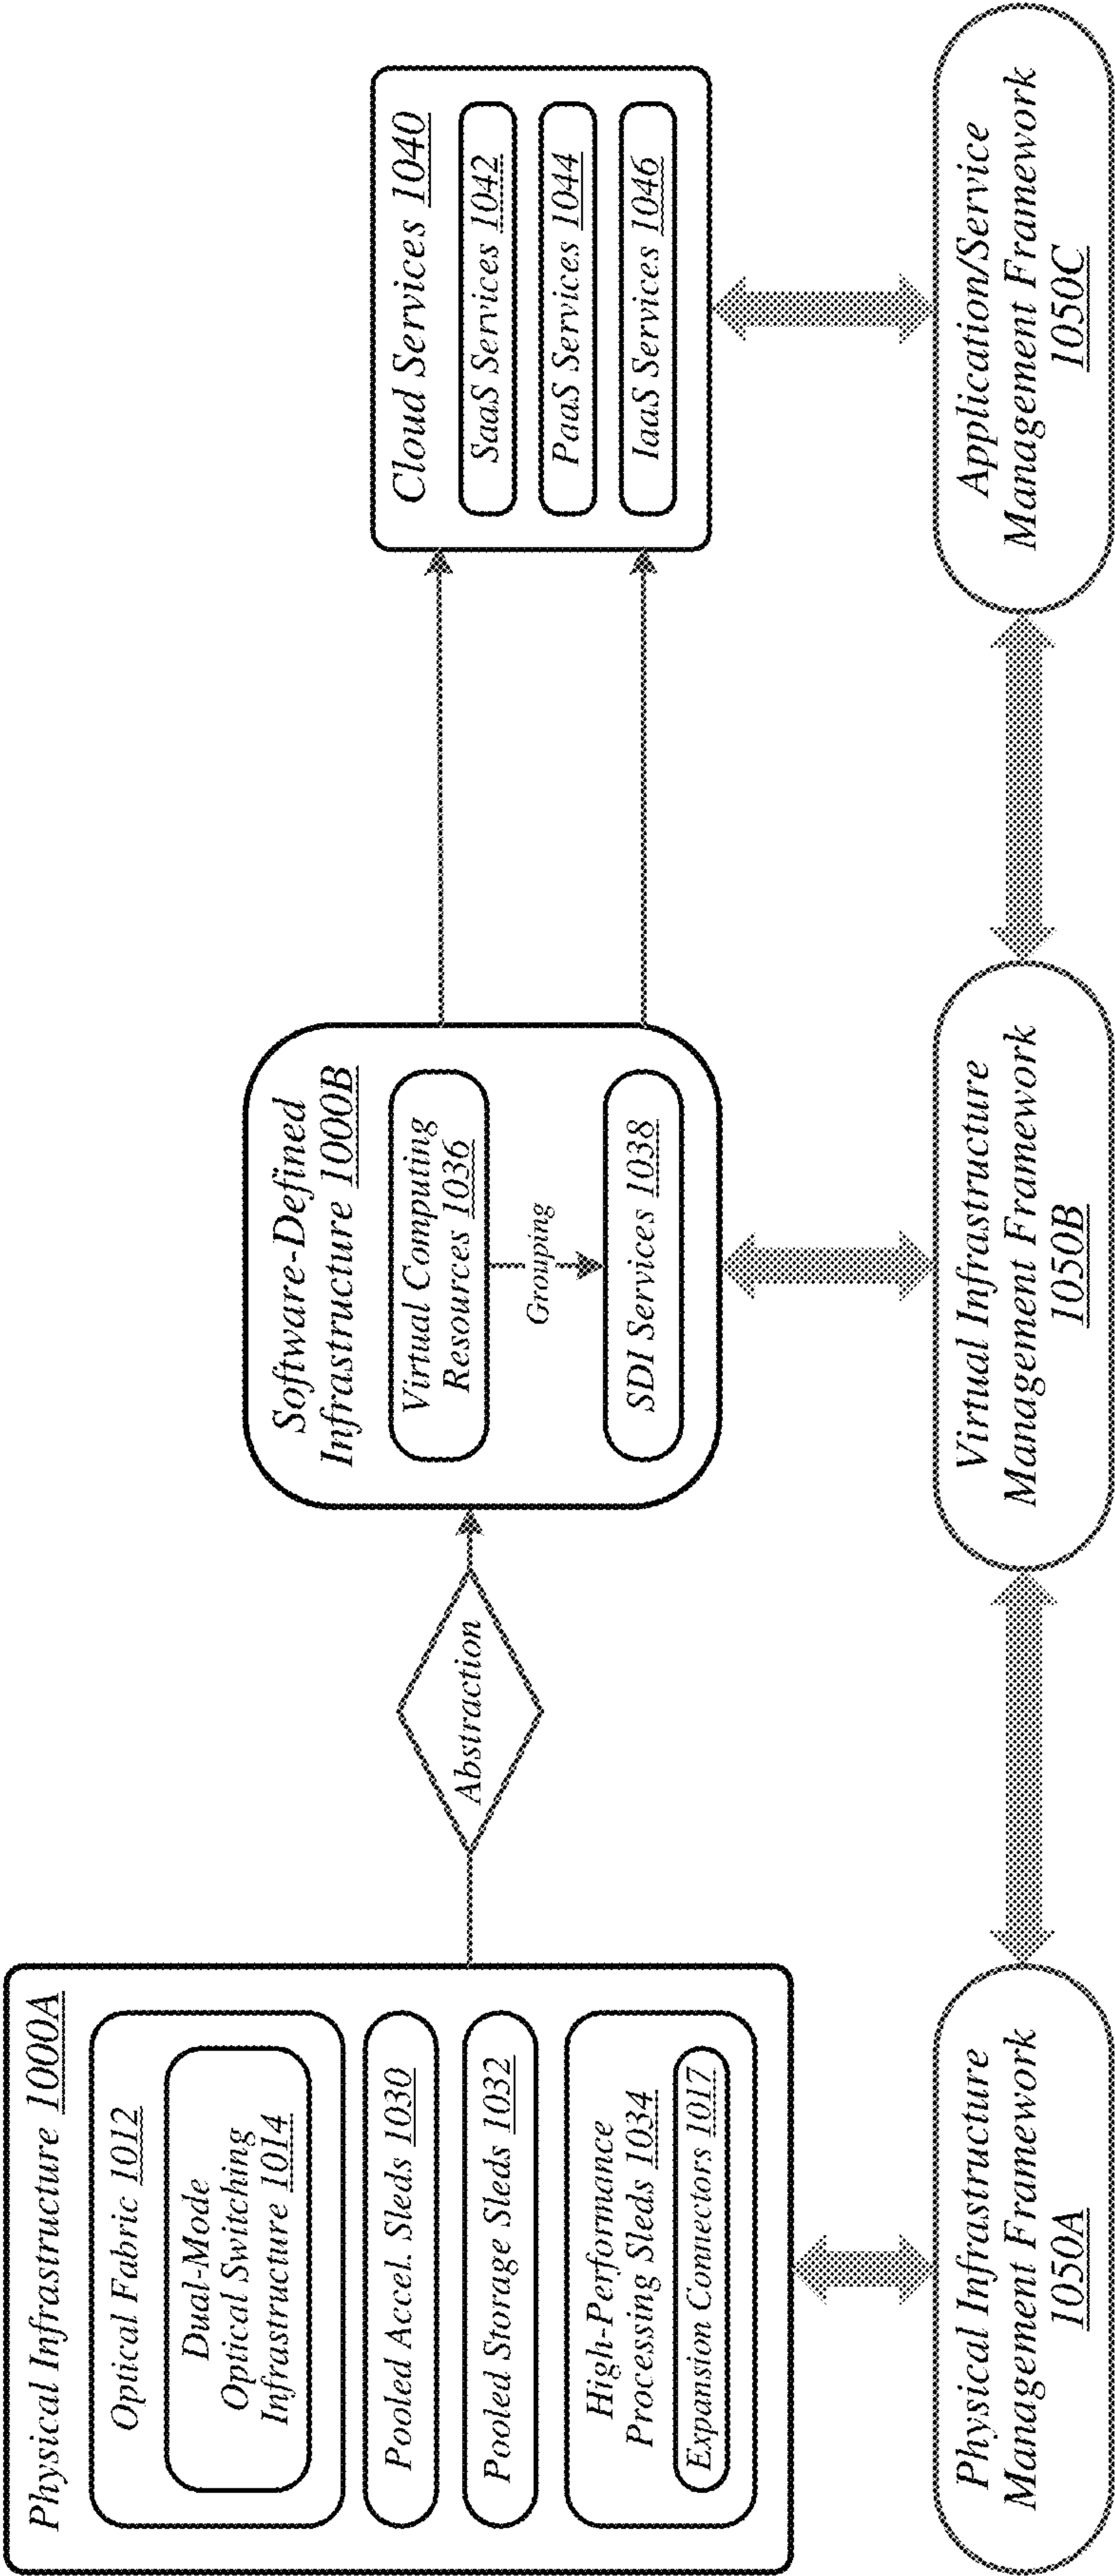 Physical Infrastructure 1000A
Optical Fabric 1012
Dual-Mode
Optical Switching
Infrastructure 1014
Pooled Accel. Sleds 1030
Pooled Storage Sleds 1032
High-Performance
Processing Sleds 1034
Expansion Connectors 1017
Abstraction
Software-Defined
Infrastructure 1000B
Virtual Computing
Resources 1036
Grouping
SDI Services 1038
Cloud Services 1040
SaaS Services 1042
PaaS Services 1044
IaaS Services 1046
Physical Infrastructure
Management Framework
1050A
Virtual Infrastructure
Management Framework
1050B
Application/Service
Management Framework
1050C